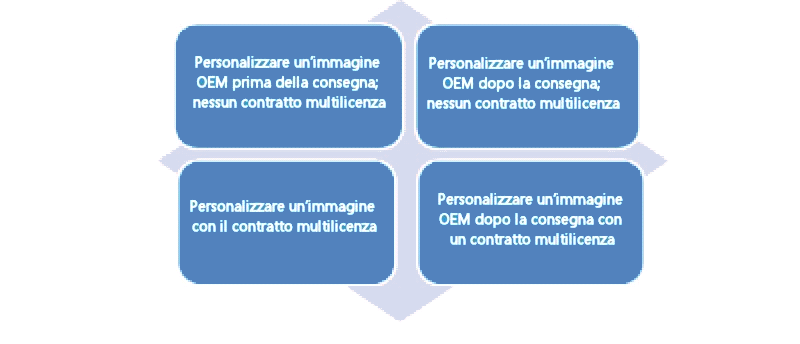 Personalizzare un'immagine
OEM prima della consegna;
nessun contratto multilicenza
Personalizzare un'immagine
OEM dopo la consegna;
nessun contratto multilicenza
Personalizzare un'immagine
con il contratto multilicenza
Personalizzare un'immagine
OEM dopo la consegna con
un contratto multilicenza